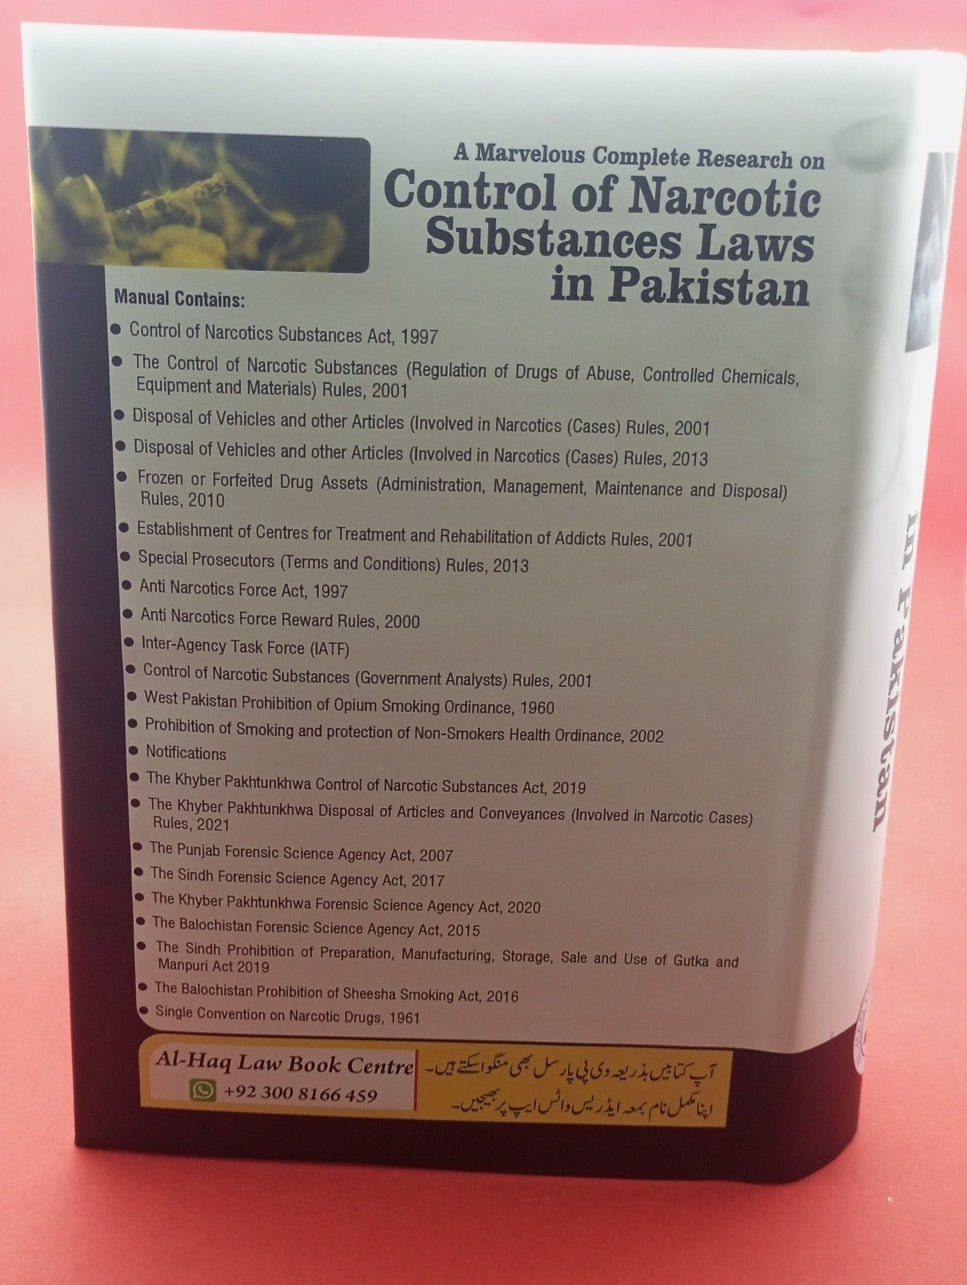 A Marvelous Complete Research on
Control of Narcotic
Substances Laws
in Pakistan
Manual Contains:
● Control of Narcotics Substances Act, 1997
● The Control of Narcotic Substances (Regulation of Drugs of Abuse, Controlled Chemicals,
Equipment and Materials) Rules, 2001
● Disposal of Vehicles and other Articles (Involved in Narcotics (Cases) Rules, 2001
● Disposal of Vehicles and other Articles (Involved in Narcotics (Cases) Rules, 2013
● Frozen or Forfeited Drug Assets (Administration, Management, Maintenance and Disposal)
Rules, 2010
● Establishment of Centres for Treatment and Rehabilitation of Addicts Rules, 2001
● Special Prosecutors (Terms and Conditions) Rules, 2013
● Anti Narcotics Force Act, 1997
● Anti Narcotics Force Reward Rules, 2000
● Inter-Agency Task Force (IATF)
● Control of Narcotic Substances (Government Analysts) Rules, 2001
● West Pakistan Prohibition of Opium Smoking Ordinance, 1960
● Prohibition of Smoking and protection of Non-Smokers Health Ordinance, 2002
● Notifications
● The Khyber Pakhtunkhwa Control of Narcotic Substances Act, 2019
● The Khyber Pakhtunkhwa Disposal of Articles and Conveyances (Involved in Narcotic Cases)
Rules, 2021
● The Punjab Forensic Science Agency Act, 2007
● The Sindh Forensic Science Agency Act, 2017
● The Khyber Pakhtunkhwa Forensic Science Agency Act, 2020
● The Balochistan Forensic Science Agency Act, 2015
● The Sindh Prohibition of Preparation, Manufacturing, Storage, Sale and Use of Gutka and
Manpuri Act 2019
● The Balochistan Prohibition of Sheesha Smoking Act, 2016
● Single Convention on Narcotic Drugs, 1961
Al-Haq Law Book Centre
+92 300 8166 459
آپ کتابیں بذریعہ وی پی پارسل بھی منگوا سکتے ہیں۔
اپنا مکمل نام بمعہ ایڈریس واٹس ایپ پر بھیجیں۔
in Pakistan